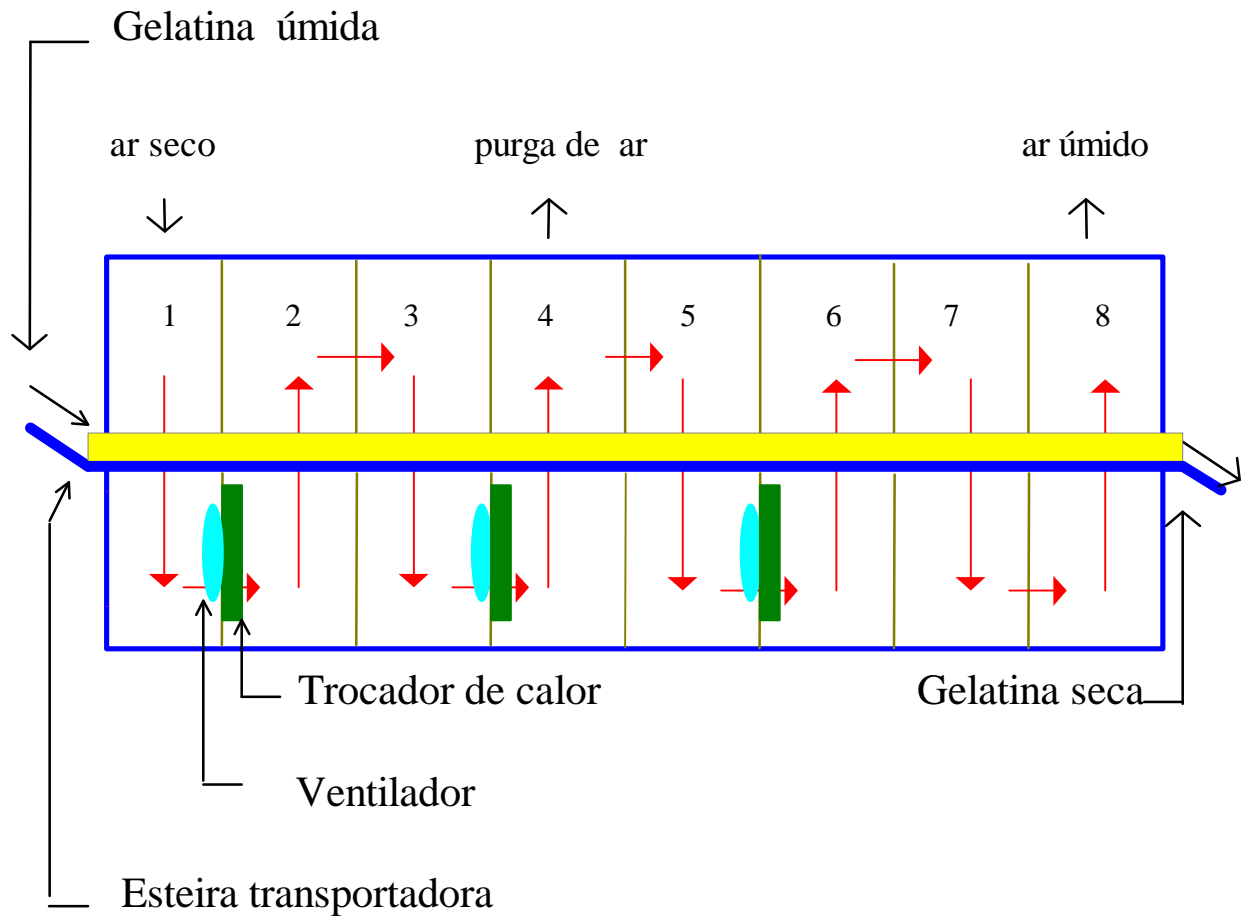 Gelatina úmida
ar seco purga de ar ar úmido
1 2 3 4 5 6 7 8
Trocador de calor Gelatina seca
Ventilador
Esteira transportadora